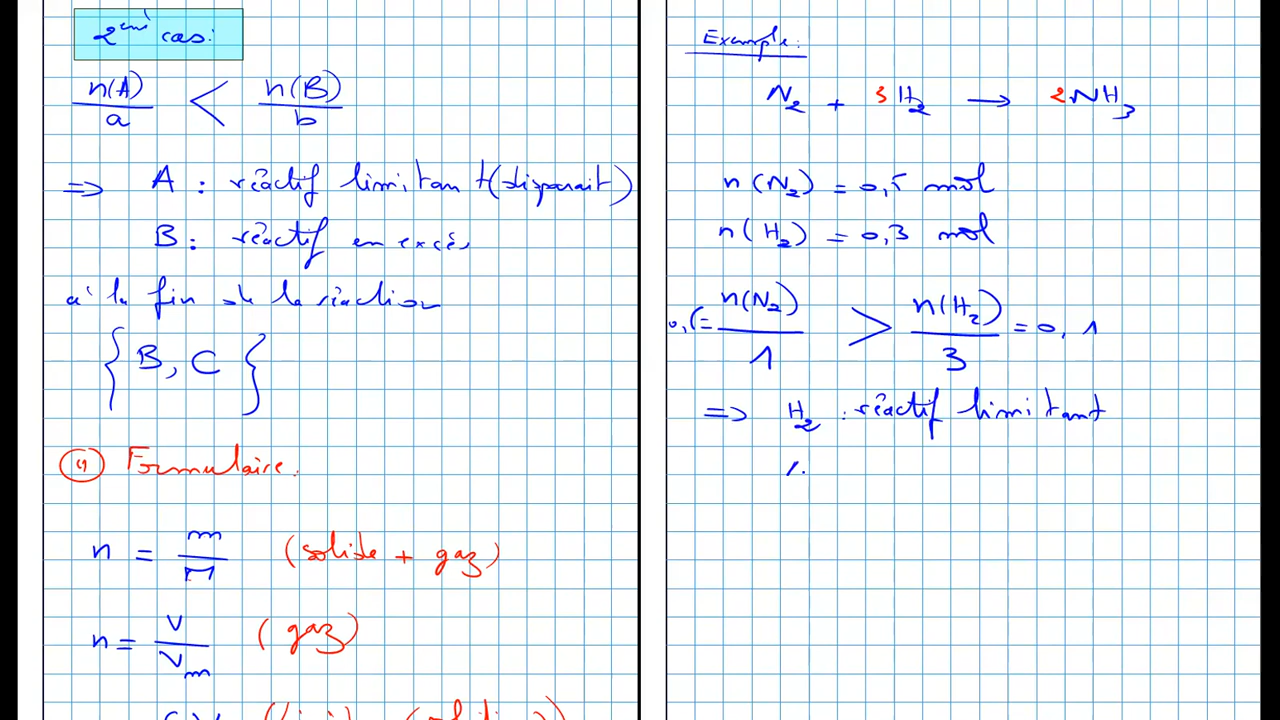 2ème cas:
n(A)/a < n(B)/b
=> A : réactif limitant (disparait)
B : réactif en excès
à la fin de la réaction
{B, C}
4) Formulaire.
n = m/M (solide + gaz)
n = V/Vm (gaz)
Example:
N2 + 3H2 → 2NH3
n(N2) = 0,5 mol
n(H2) = 0,3 mol
0,5 = n(N2)/1 > n(H2)/3 = 0,1
=> H2 : réactif limitant